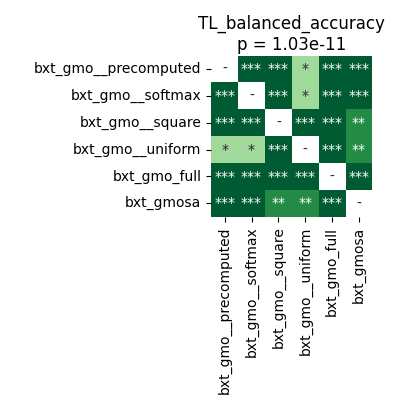 TL_balanced_accuracy
p = 1.03e-11
bxt_gmo__precomputed - *** *** * *** ***
bxt_gmo__softmax *** - *** * *** ***
bxt_gmo__square *** *** - *** *** **
bxt_gmo__uniform * * *** - *** **
bxt_gmo_full *** *** *** *** - ***
bxt_gmosa *** *** ** ** *** -
bxt_gmo__precomputed
bxt_gmo__softmax
bxt_gmo__square
bxt_gmo__uniform
bxt_gmo_full
bxt_gmosa